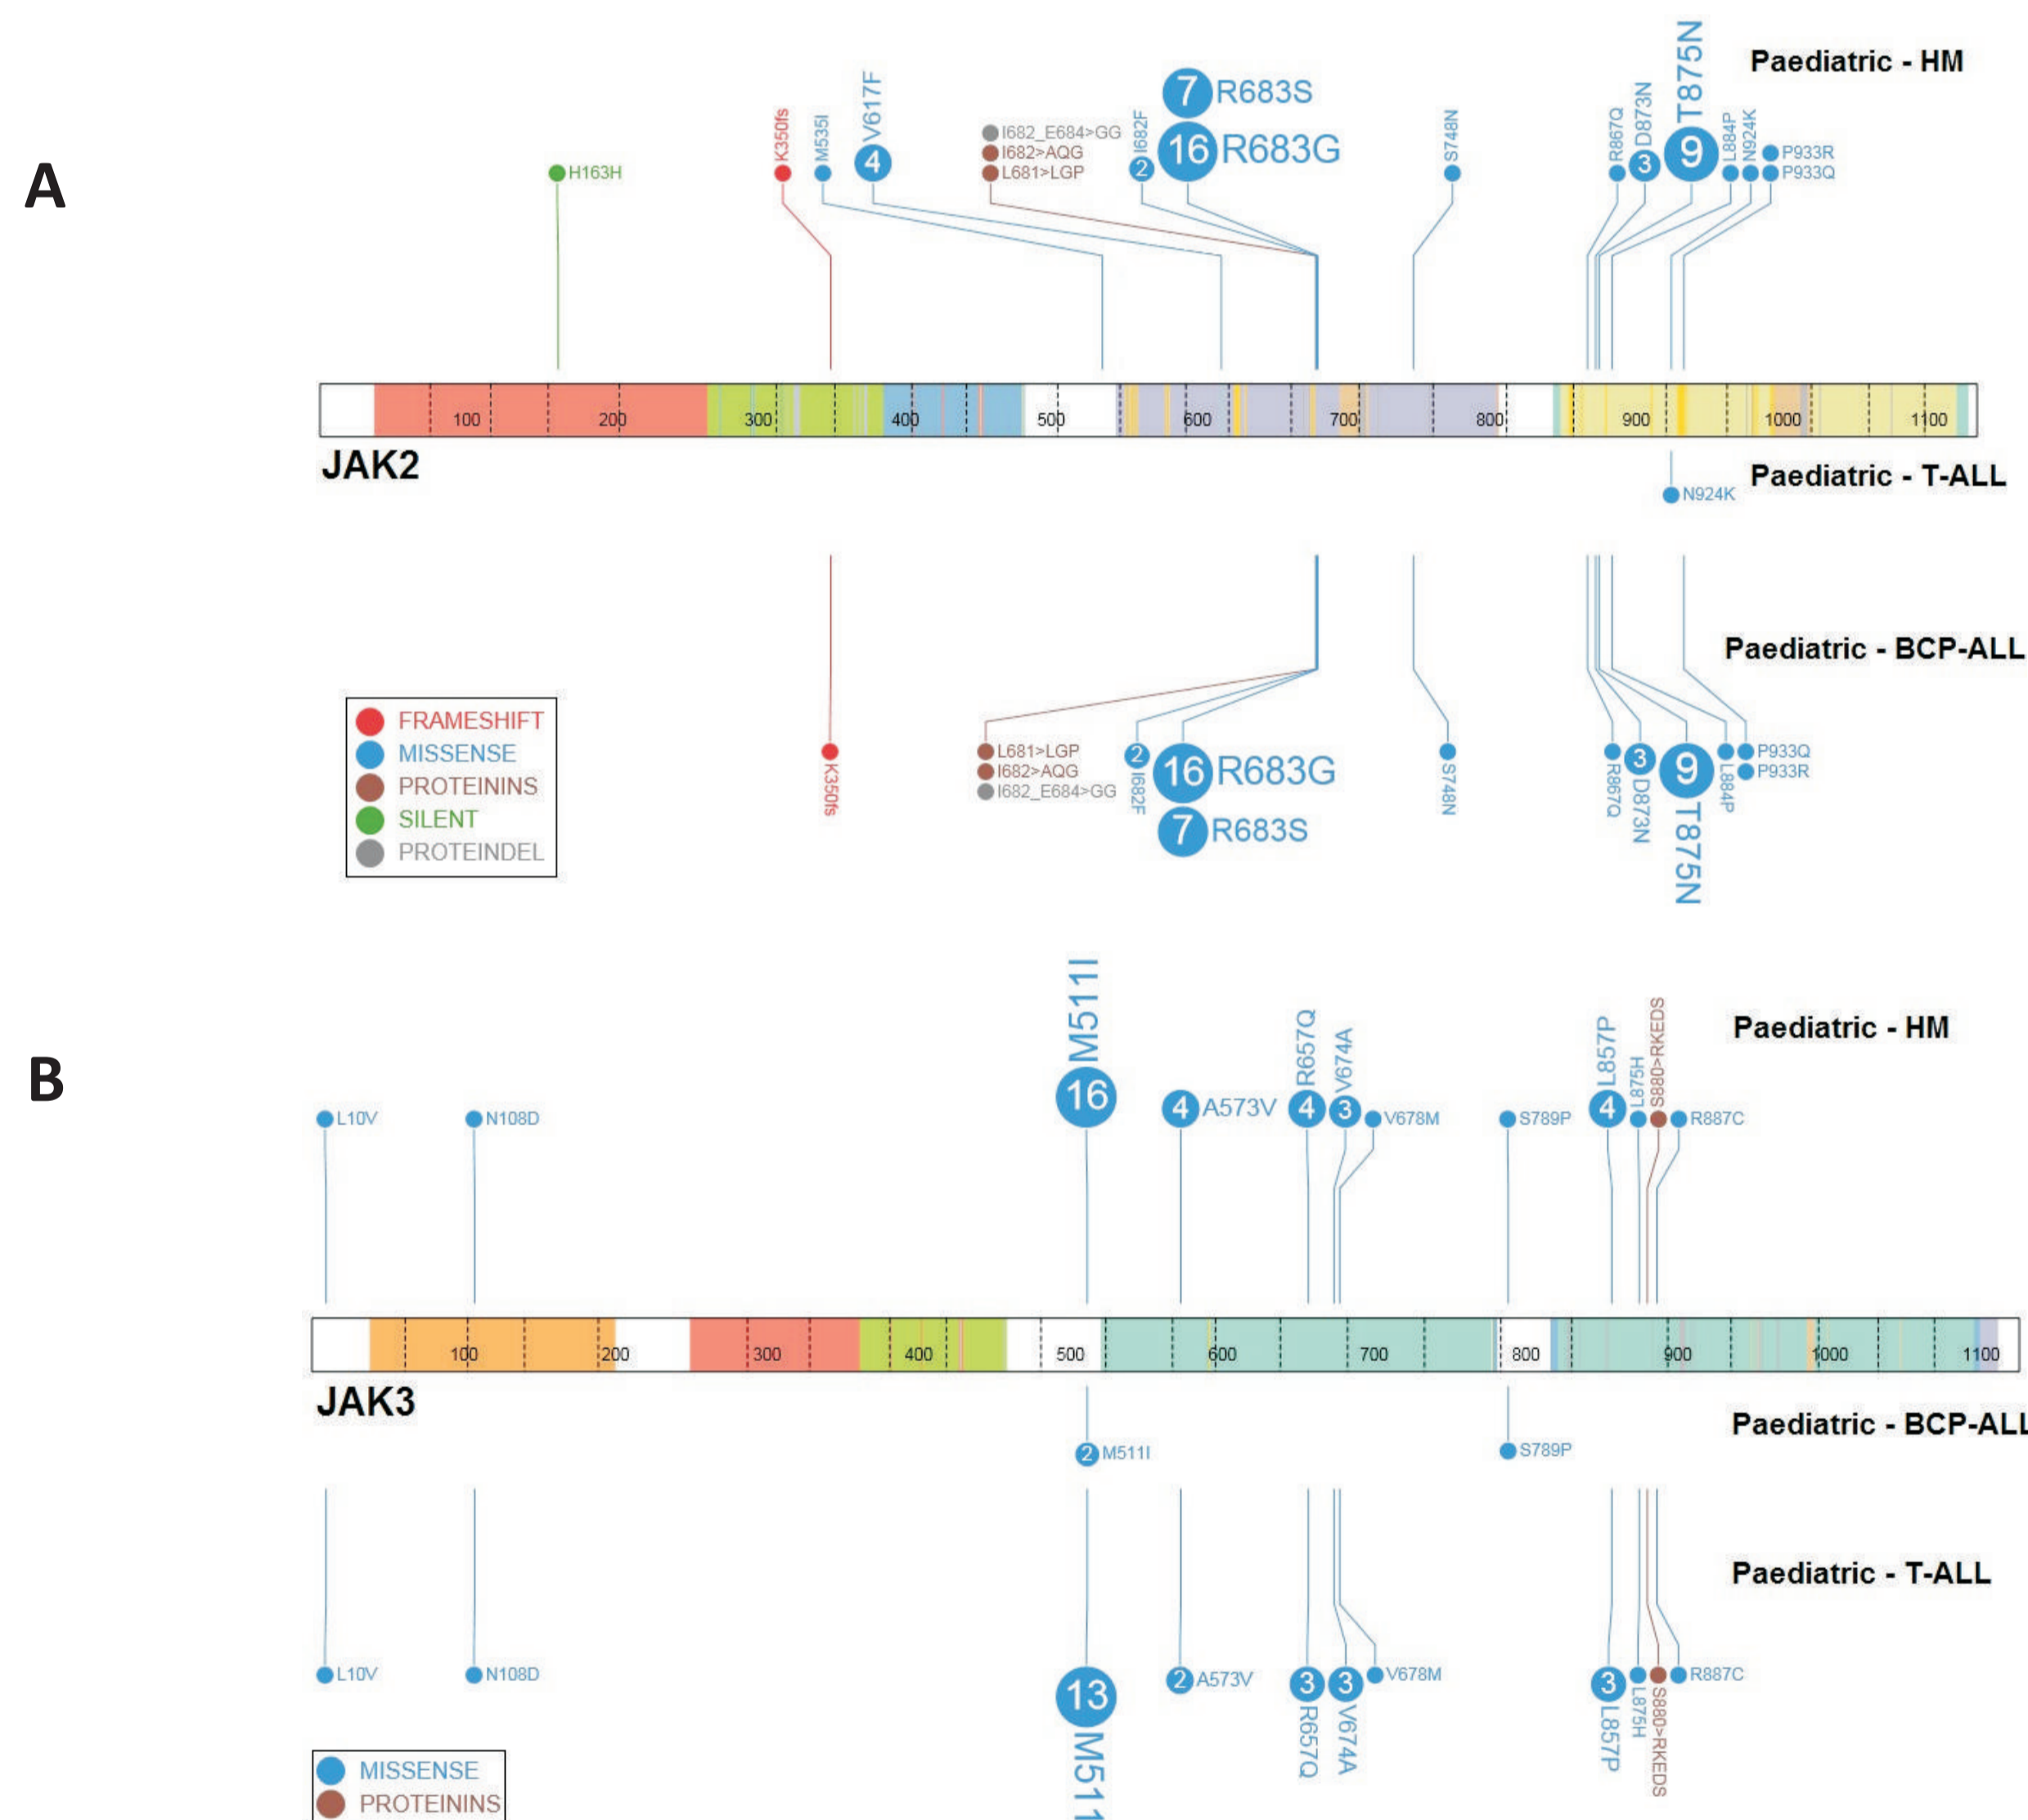 A
Paediatric - HM
H163H
K350fs
M535I
4 V617F
I682_E684>GG
I682>AQG
L681>LGP
2 I682F
7 R683S
16 R683G
S748N
R867Q
3 D873N
9 T875N
L884P
N924K
P933R
P933Q
100 200 300 400 500 600 700 800 900 1000 1100
JAK2
Paediatric - T-ALL
N924K
Paediatric - BCP-ALL
FRAMESHIFT
MISSENSE
PROTEININS
SILENT
PROTEINDEL
K350fs
L681>LGP
I682>AQG
I682_E684>GG
2 I682F
16 R683G
7 R683S
S748N
R867Q
3 D873N
9 T875N
L884P
P933Q
P933R
B
Paediatric - HM
L10V
N108D
16 M511I
4 A573V
4 R657Q
3 V674A
V678M
S789P
4 L857P
L875H
S880>RKEDS
R887C
100 200 300 400 500 600 700 800 900 1000 1100
JAK3
Paediatric - BCP-ALL
2 M511I
S789P
Paediatric - T-ALL
L10V
N108D
13 M511
2 A573V
3 R657Q
3 V674A
V678M
3 L857P
L875H
S880>RKEDS
R887C
MISSENSE
PROTEININS